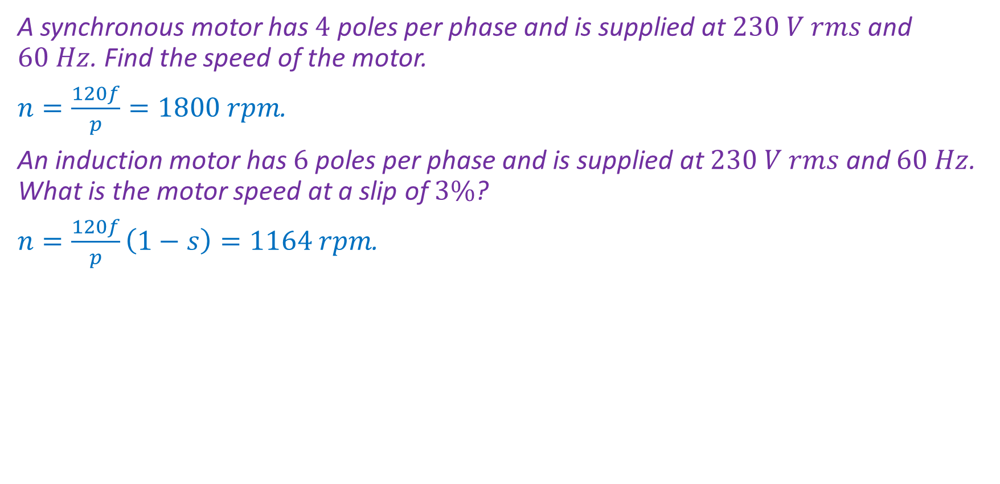 A synchronous motor has 4 poles per phase and is supplied at 230 V rms and
60 Hz. Find the speed of the motor.
n = 120f/p = 1800 rpm.
An induction motor has 6 poles per phase and is supplied at 230 V rms and 60 Hz.
What is the motor speed at a slip of 3%?
n = 120f/p (1 − s) = 1164 rpm.